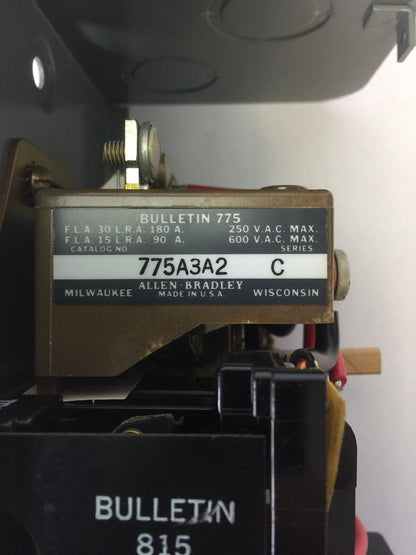 BULLETIN 775
F.L.A. 30 L.R.A. 180 A. 250 V.A.C. MAX.
F.L.A. 15 L.R.A. 90 A. 600 V.A.C. MAX.
CATALOG NO. SERIES
775A3A2 C
ALLEN-BRADLEY
MILWAUKEE MADE IN U.S.A. WISCONSIN
BULLETIN
815